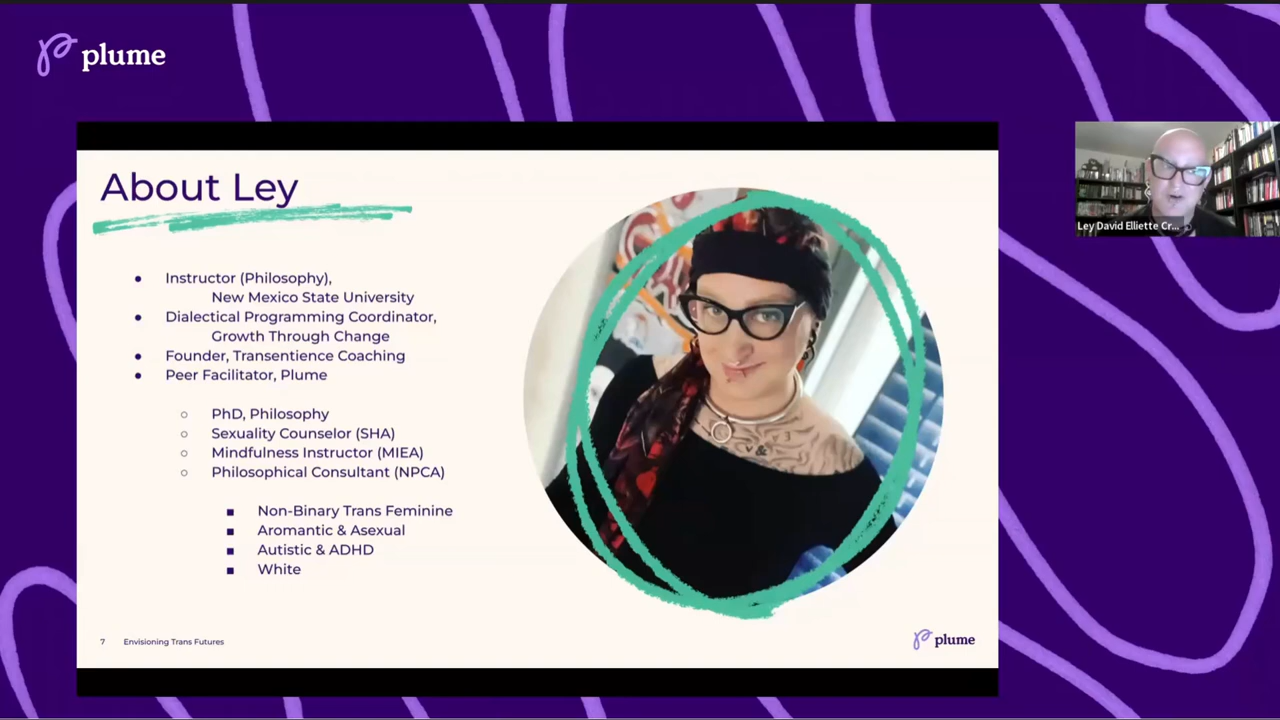 plume
About Ley
● Instructor (Philosophy),
New Mexico State University
● Dialectical Programming Coordinator,
Growth Through Change
● Founder, Transentience Coaching
● Peer Facilitator, Plume
○ PhD, Philosophy
○ Sexuality Counselor (SHA)
○ Mindfulness Instructor (MIEA)
○ Philosophical Consultant (NPCA)
■ Non-Binary Trans Feminine
■ Aromantic & Asexual
■ Autistic & ADHD
■ White
7 Envisioning Trans Futures
plume
Ley David Elliette Cr...